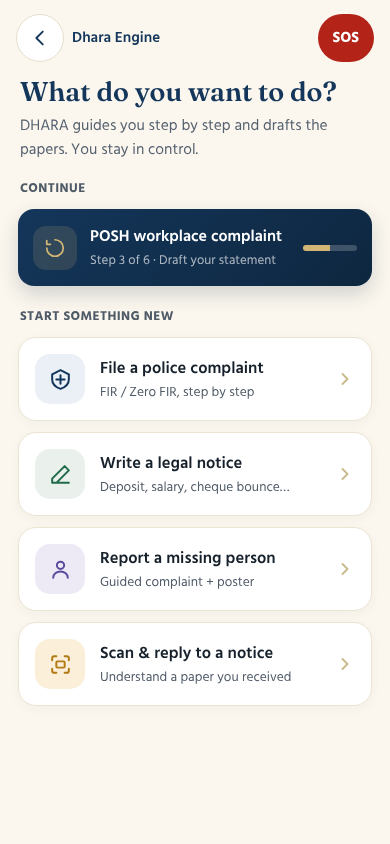 Dhara Engine
SOS
What do you want to do?
DHARA guides you step by step and drafts the
papers. You stay in control.
CONTINUE
POSH workplace complaint
Step 3 of 6 · Draft your statement
START SOMETHING NEW
File a police complaint
FIR / Zero FIR, step by step
Write a legal notice
Deposit, salary, cheque bounce...
Report a missing person
Guided complaint + poster
Scan & reply to a notice
Understand a paper you received